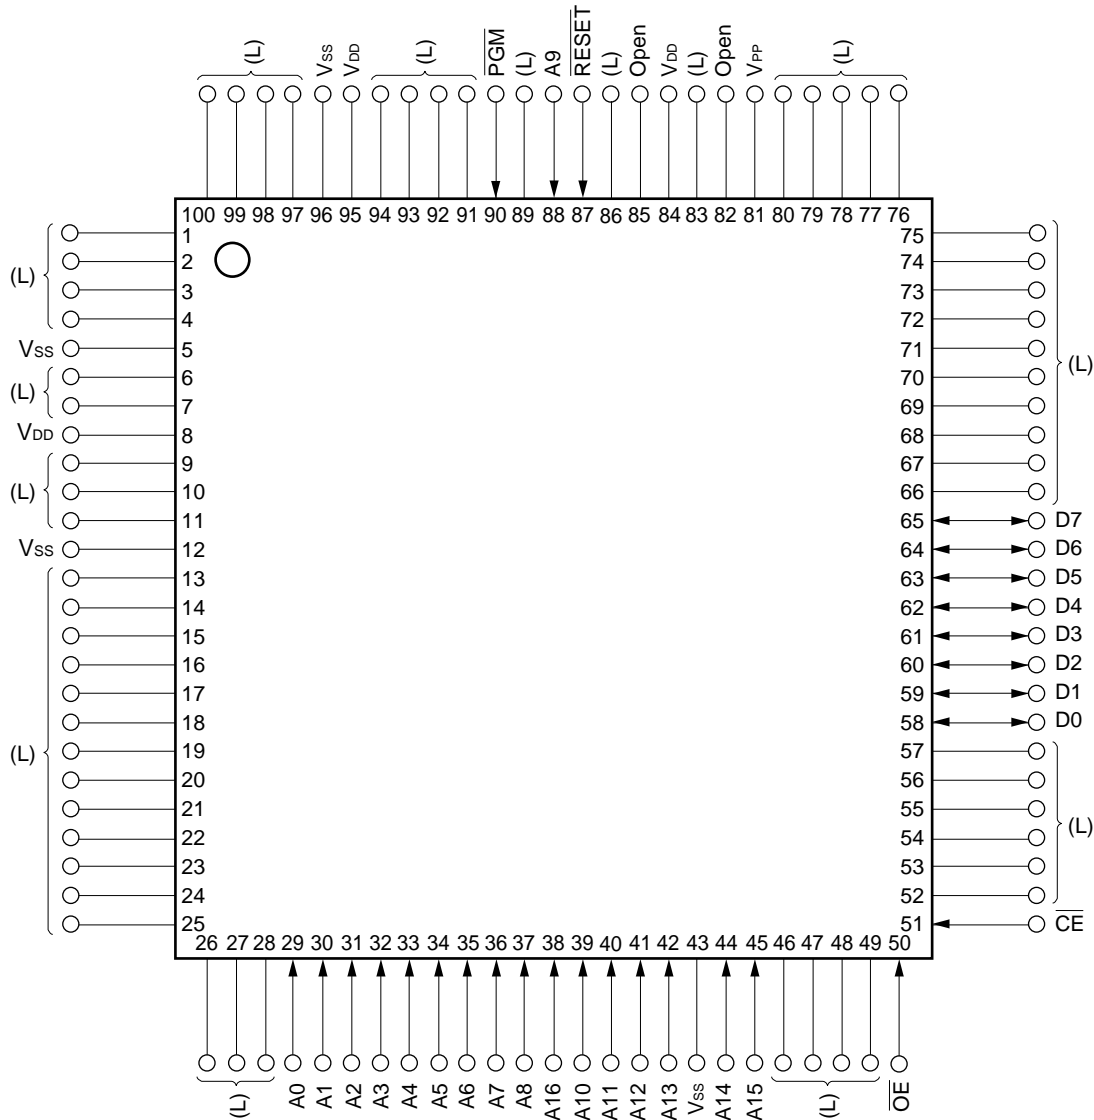 (L)
VSS
VDD
(L)
PGM
(L)
A9
RESET
(L)
Open
VDD
(L)
Open
VPP
(L)
100 99 98 97 96 95 94 93 92 91 90 89 88 87 86 85 84 83 82 81 80 79 78 77 76
(L)
1
2
3
4
VSS 5
(L)
6
7
VDD 8
(L)
9
10
11
VSS 12
(L)
13
14
15
16
17
18
19
20
21
22
23
24
25
75
74
73
72
71
70
69
68
67
66
(L)
65 D7
64 D6
63 D5
62 D4
61 D3
60 D2
59 D1
58 D0
57
56
55
54
53
52
(L)
51 CE
26 27 28 29 30 31 32 33 34 35 36 37 38 39 40 41 42 43 44 45 46 47 48 49 50
(L)
A0
A1
A2
A3
A4
A5
A6
A7
A8
A16
A10
A11
A12
A13
VSS
A14
A15
(L)
OE